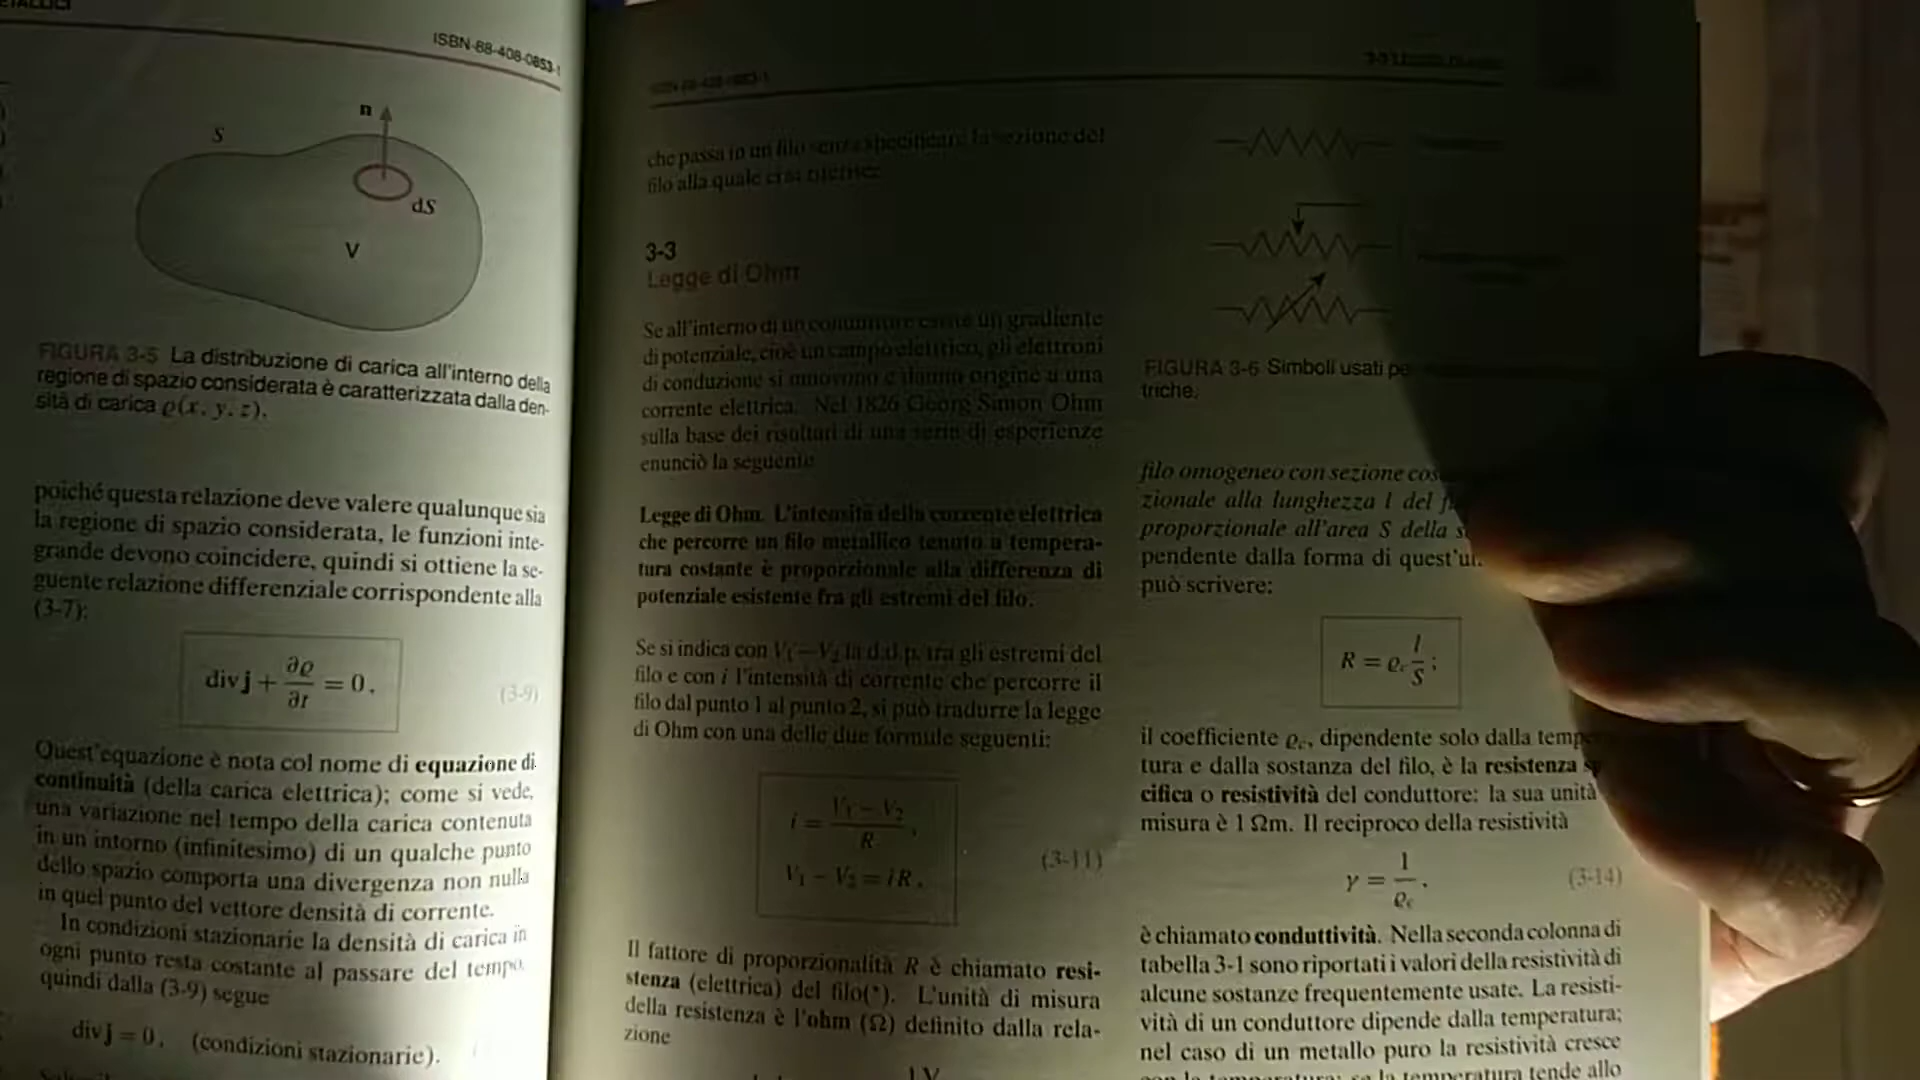 ISBN-88-408-0853-1
n
S
dS
V
FIGURA 3-5 La distribuzione di carica all'interno della
regione di spazio considerata è caratterizzata dalla den-
sità di carica ϱ(x, y, z).
poiché questa relazione deve valere qualunque sia
la regione di spazio considerata, le funzioni inte-
grande devono coincidere, quindi si ottiene la se-
guente relazione differenziale corrispondente alla
(3-7):
div j + ∂ϱ/∂t = 0,
(3-9)
Quest'equazione è nota col nome di equazione di
continuità (della carica elettrica); come si vede,
una variazione nel tempo della carica contenuta
in un intorno (infinitesimo) di un qualche punto
dello spazio comporta una divergenza non nulla
in quel punto del vettore densità di corrente.
In condizioni stazionarie la densità di carica in
ogni punto resta costante al passare del tempo,
quindi dalla (3-9) segue
div j = 0, (condizioni stazionarie).
che passa in un filo senza specificare la sezione del
filo alla quale ci si riferisce.
3-3
Legge di Ohm
Se all'interno di un conduttore esiste un gradiente
di potenziale, cioè un campo elettrico, gli elettroni
di conduzione si muovono e danno origine a una
corrente elettrica. Nel 1826 Georg Simon Ohm
sulla base dei risultati di una serie di esperienze
enunciò la seguente
Legge di Ohm. L'intensità della corrente elettrica
che percorre un filo metallico tenuto a tempera-
tura costante è proporzionale alla differenza di
potenziale esistente fra gli estremi del filo.
Se si indica con V₁ − V₂ la d.d.p. tra gli estremi del
filo e con i l'intensità di corrente che percorre il
filo dal punto 1 al punto 2, si può tradurre la legge
di Ohm con una delle due formule seguenti:
i = (V₁ − V₂)/R,
V₁ − V₂ = iR.
(3-11)
Il fattore di proporzionalità R è chiamato resi-
stenza (elettrica) del filo(*). L'unità di misura
della resistenza è l'ohm (Ω) definito dalla rela-
zione
1 V
FIGURA 3-6 Simboli usati
triche.
filo omogeneo con sezione
zionale alla lunghezza l del
proporzionale all'area S della
pendente dalla forma di
può scrivere:
R = ϱc l/S;
il coefficiente ϱc, dipendente solo dalla
tura e dalla sostanza del filo, è la resistenza
cifica o resistività del conduttore: la sua unità
misura è 1 Ωm. Il reciproco della resistività
γ = 1/ϱc.
(3-14)
è chiamato conduttività. Nella seconda colonna di
tabella 3-1 sono riportati i valori della resistività di
alcune sostanze frequentemente usate. La resisti-
vità di un conduttore dipende dalla temperatura;
nel caso di un metallo puro la resistività cresce
con la temperatura; se la temperatura tende allo